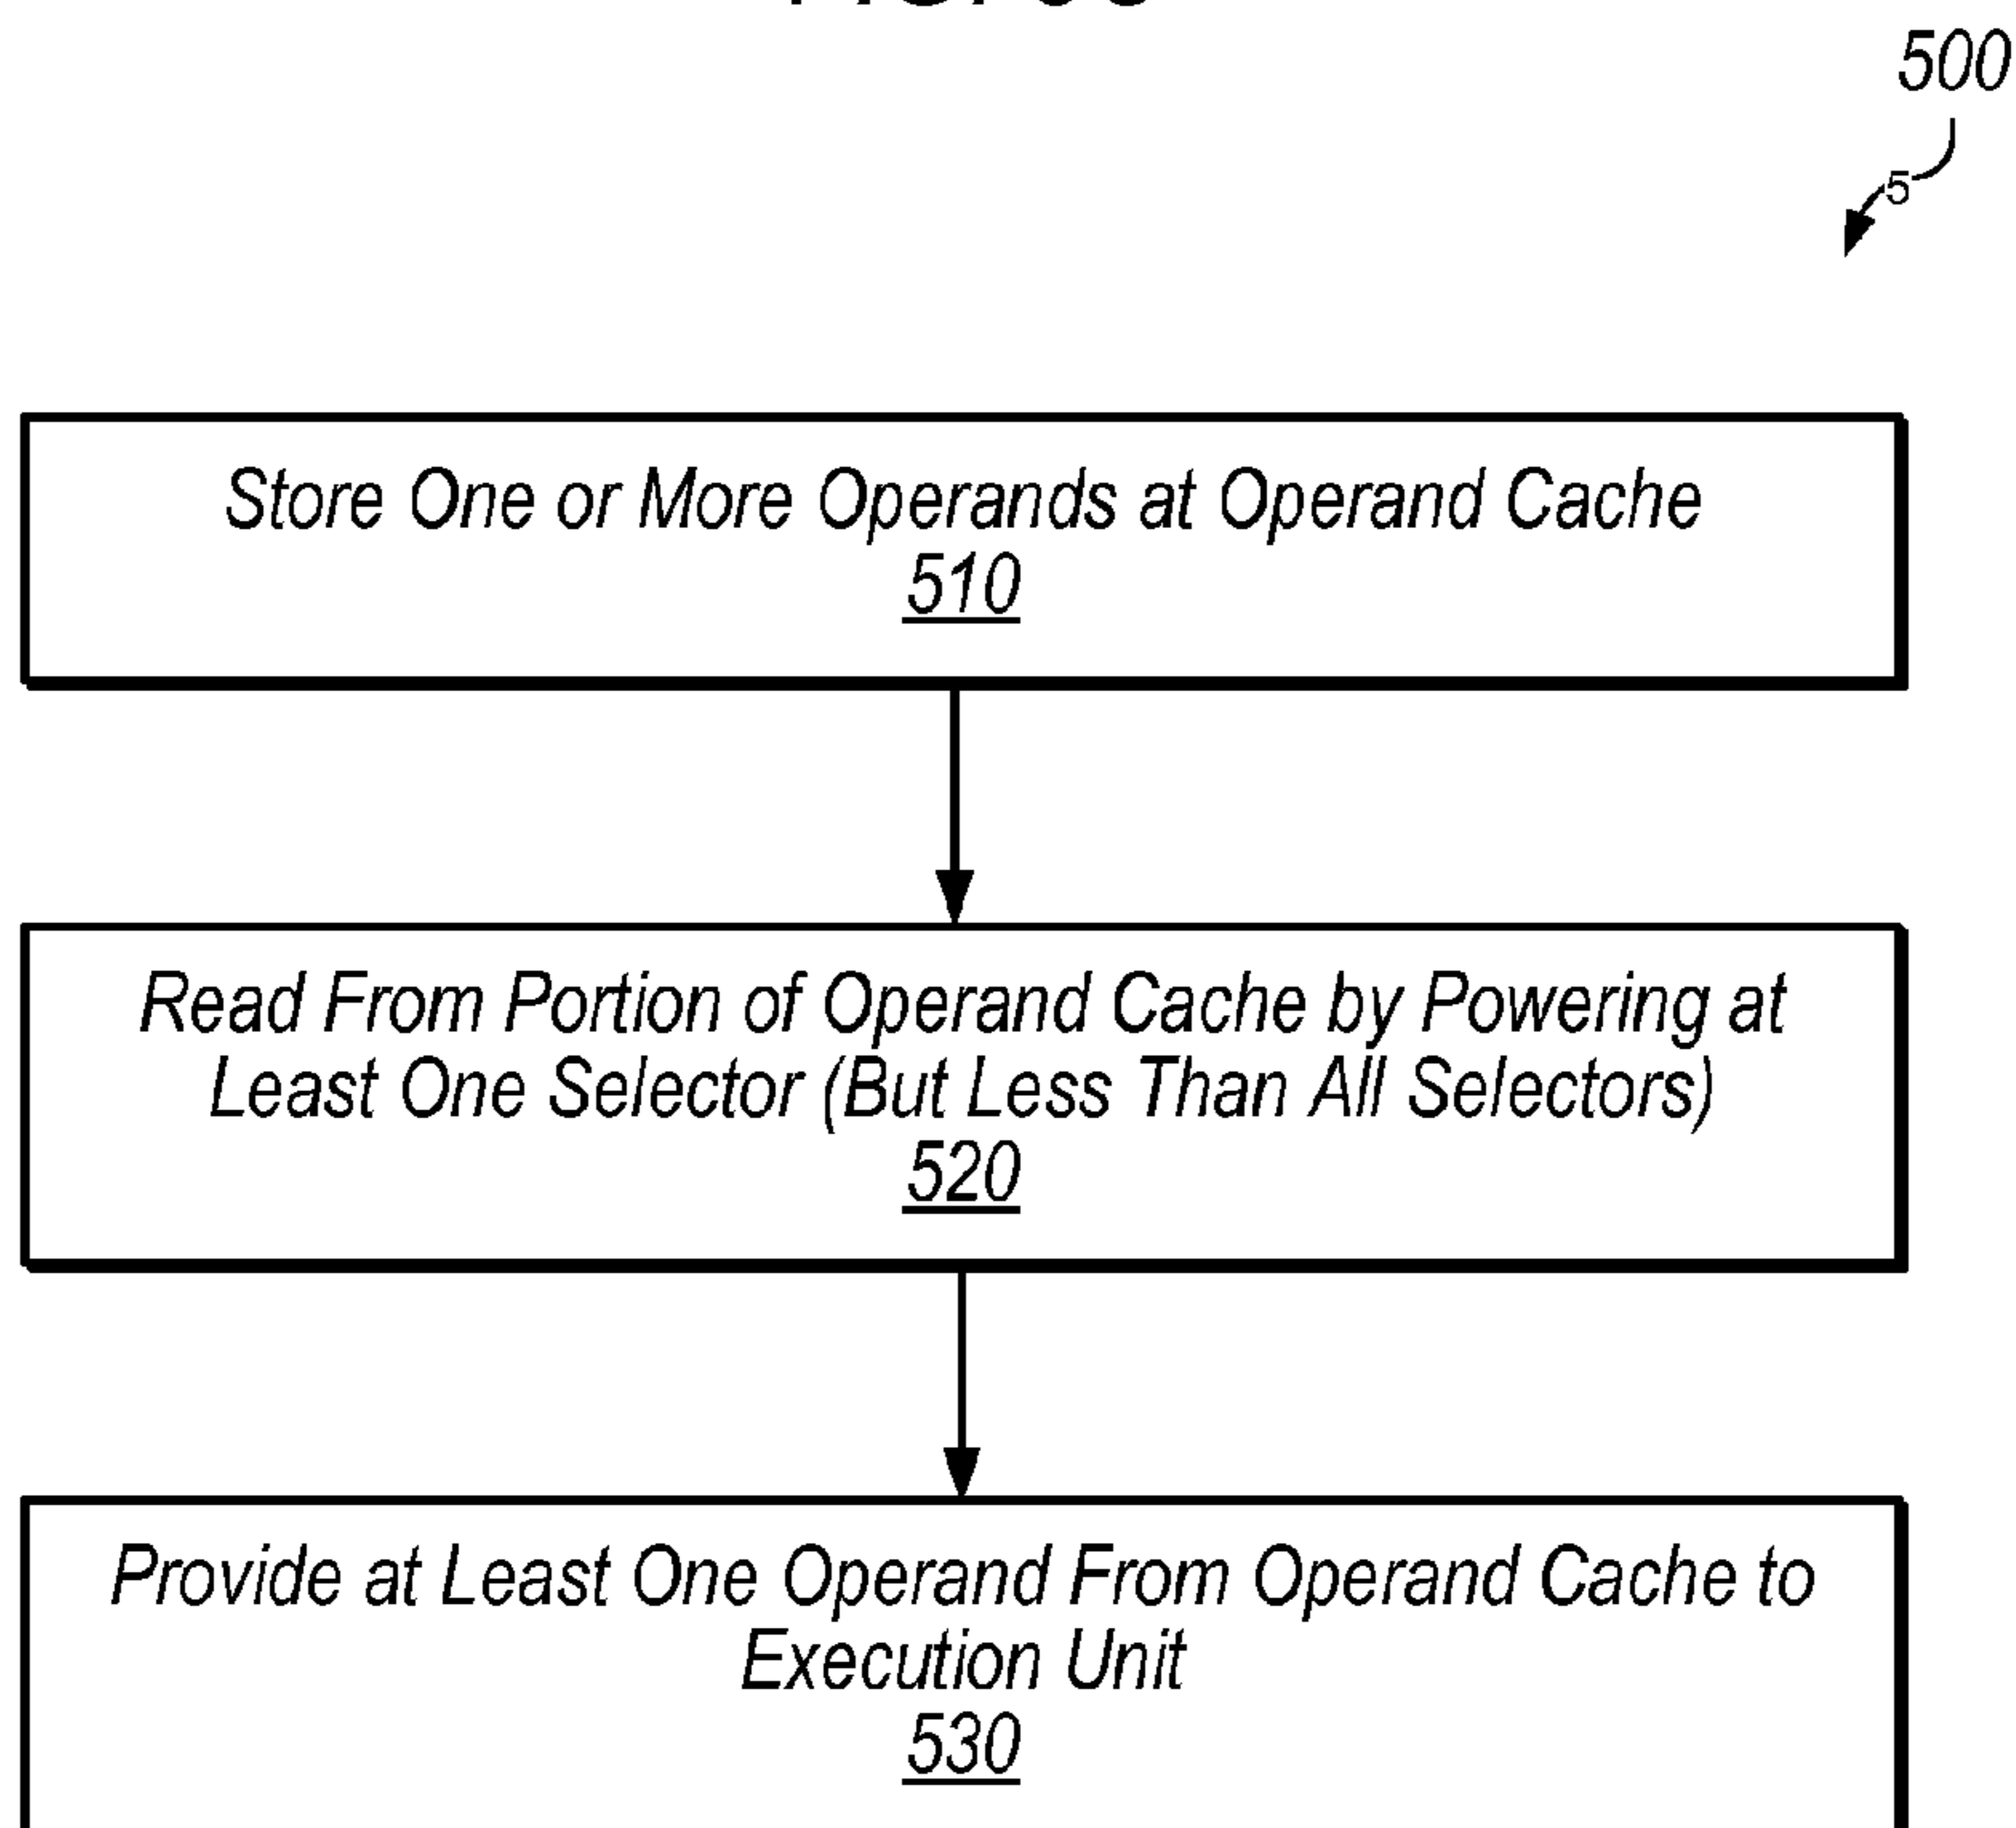 500
5
Store One or More Operands at Operand Cache
510
Read From Portion of Operand Cache by Powering at
Least One Selector (But Less Than All Selectors)
520
Provide at Least One Operand From Operand Cache to
Execution Unit
530